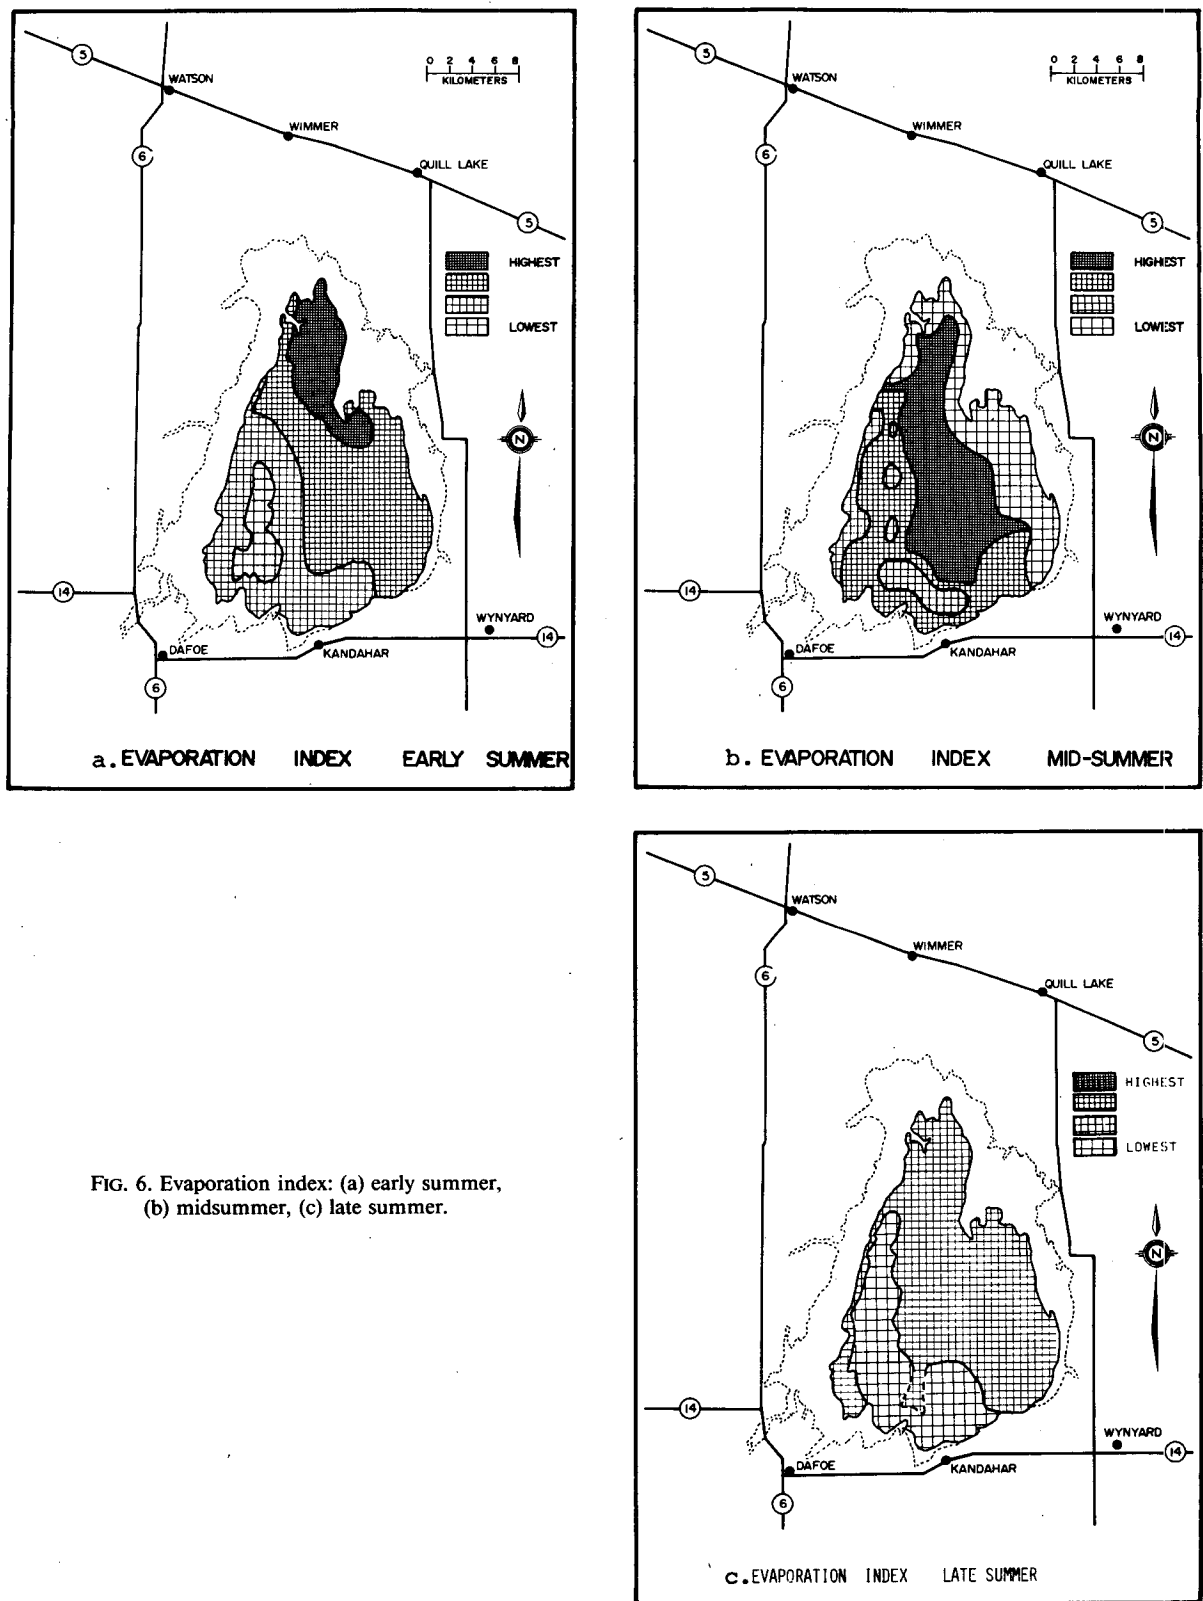 5
WATSON
0 2 4 6 8
KILOMETERS
WIMMER
6
QUILL LAKE
5
HIGHEST
LOWEST
N
14
WYNYARD
14
DAFOE
KANDAHAR
6
a. EVAPORATION INDEX EARLY SUMMER
5
WATSON
0 2 4 6 8
KILOMETERS
WIMMER
6
QUILL LAKE
5
HIGHEST
LOWEST
N
14
WYNYARD
14
DAFOE
KANDAHAR
6
b. EVAPORATION INDEX MID-SUMMER
5
WATSON
WIMMER
6
QUILL LAKE
5
HIGHEST
LOWEST
N
14
WYNYARD
14
DAFOE
KANDAHAR
6
c. EVAPORATION INDEX LATE SUMMER
FIG. 6. Evaporation index: (a) early summer,
(b) midsummer, (c) late summer.